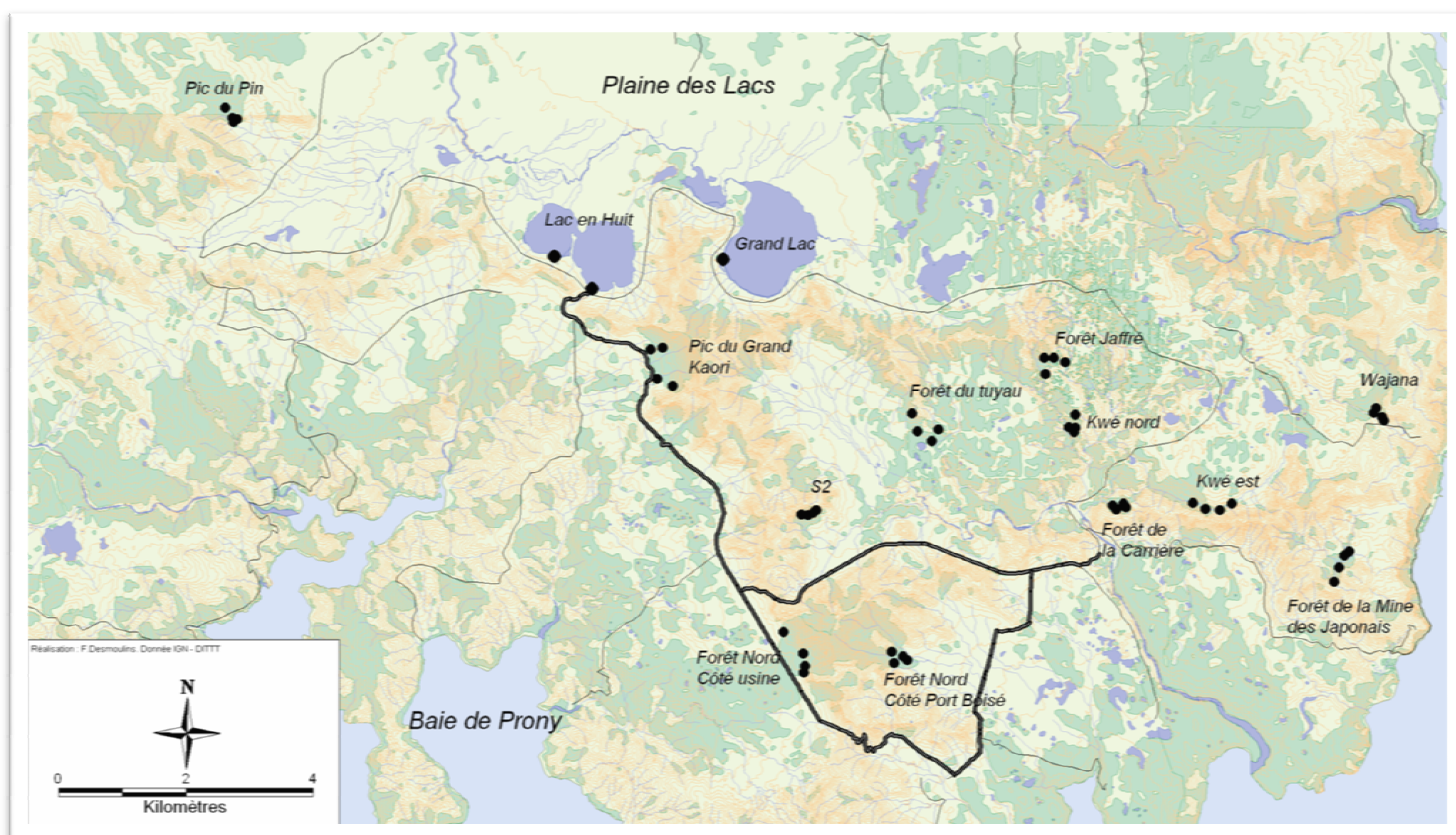 Plaine des Lacs
Pic du Pin
Lac en Huit
Grand Lac
Pic du Grand
Kaori
Forêt Jaffré
Forêt du tuyau
Wajana
Kwé nord
S2
Kwé est
Forêt de
la Carrière
Forêt de la Mine
des Japonais
Forêt Nord
Côté usine
Forêt Nord
Côté Port Boisé
Baie de Prony
Réalisation : F.Desmoulins. Donnée IGN - DITTT
N
0 2 4
Kilomètres